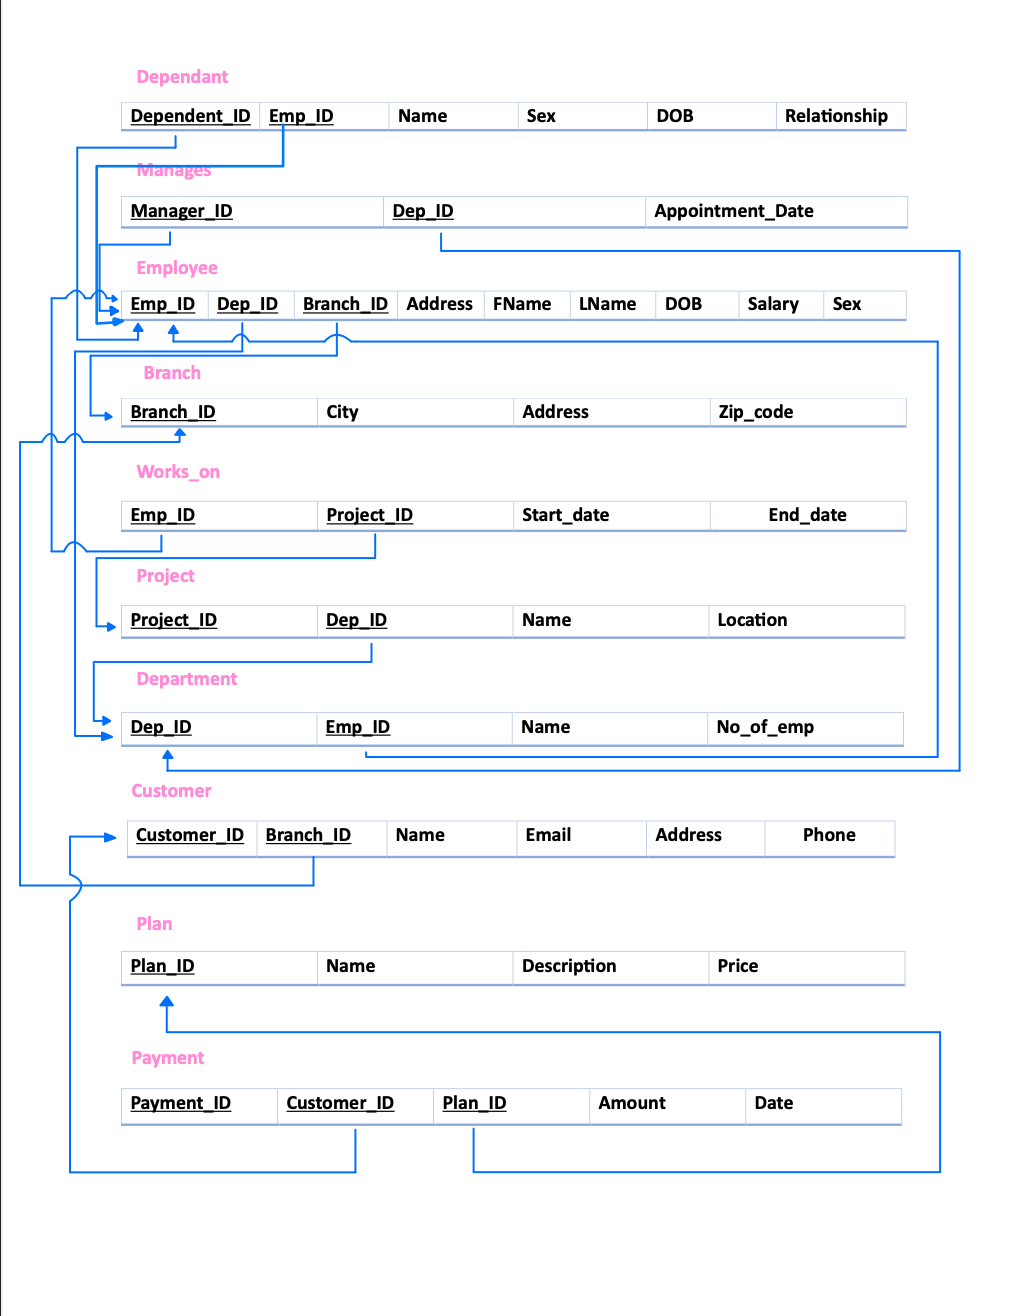 Dependant
Dependent_ID Emp_ID Name Sex DOB Relationship
Manages
Manager_ID Dep_ID Appointment_Date
Employee
Emp_ID Dep_ID Branch_ID Address FName LName DOB Salary Sex
Branch
Branch_ID City Address Zip_code
Works_on
Emp_ID Project_ID Start_date End_date
Project
Project_ID Dep_ID Name Location
Department
Dep_ID Emp_ID Name No_of_emp
Customer
Customer_ID Branch_ID Name Email Address Phone
Plan
Plan_ID Name Description Price
Payment
Payment_ID Customer_ID Plan_ID Amount Date